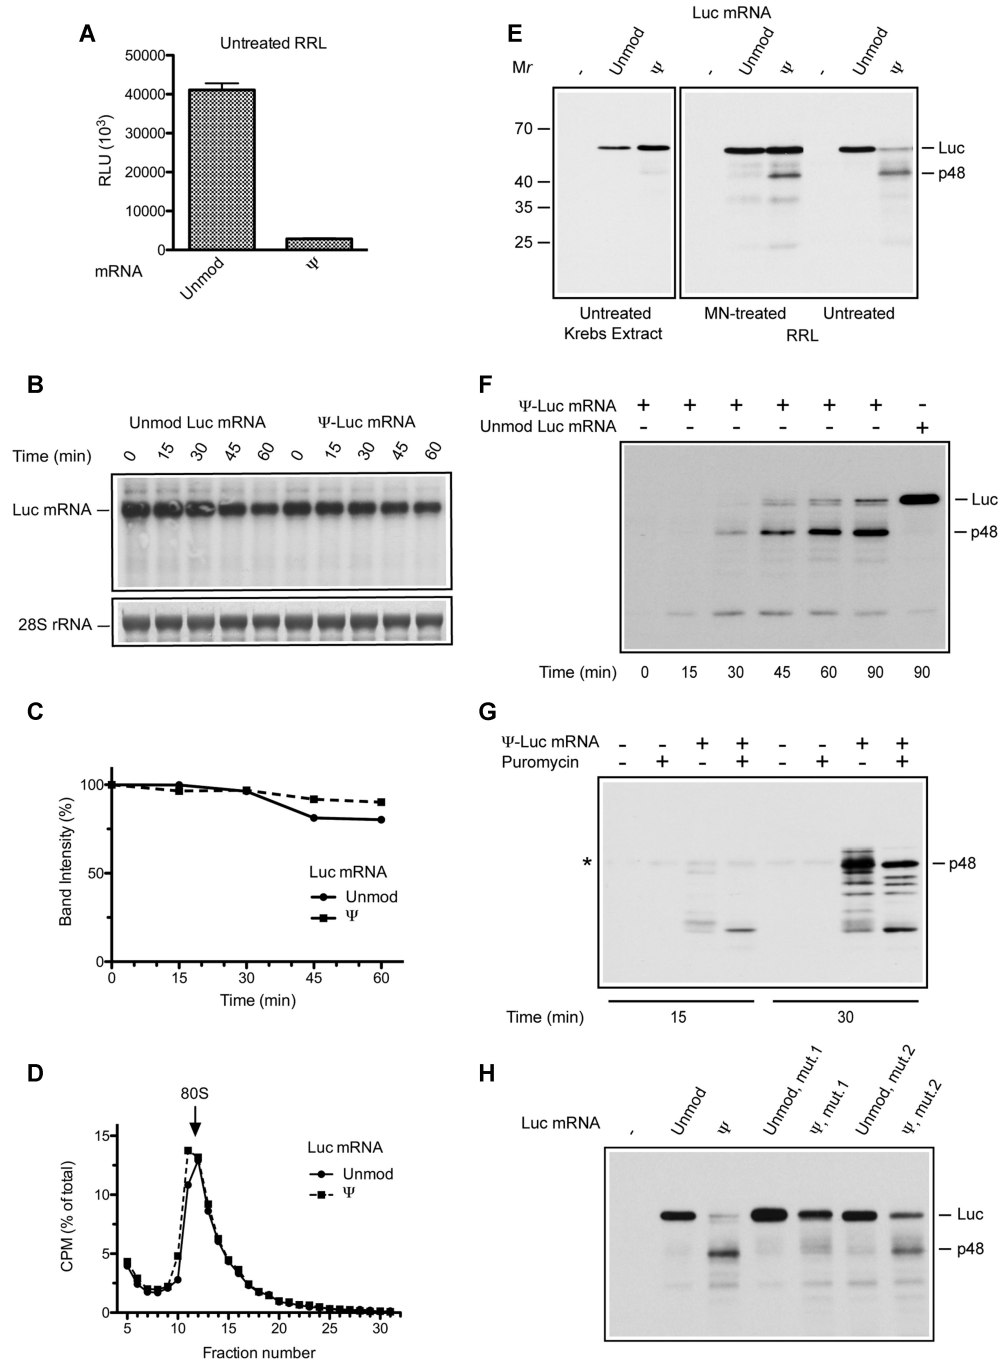 A
Untreated RRL
RLU (10³)
50000
40000
30000
20000
10000
0
mRNA
Unmod
Ψ
B
Unmod Luc mRNA
Ψ-Luc mRNA
Time (min)
0 15 30 45 60 0 15 30 45 60
Luc mRNA
28S rRNA
C
Band Intensity (%)
100
50
0
Luc mRNA
Unmod
Ψ
0 15 30 45 60
Time (min)
D
80S
CPM (% of total)
15
10
5
0
Luc mRNA
Unmod
Ψ
5 10 15 20 25 30
Fraction number
E
Luc mRNA
Mr
- Unmod Ψ - Unmod Ψ - Unmod Ψ
70
40
35
25
Luc
p48
Untreated
Krebs Extract
MN-treated
Untreated
RRL
F
Ψ-Luc mRNA + + + + + + -
Unmod Luc mRNA - - - - - - +
Luc
p48
Time (min) 0 15 30 45 60 90 90
G
Ψ-Luc mRNA - - + + - - + +
Puromycin - + - + - + - +
*
p48
Time (min) 15 30
H
Luc mRNA
- Unmod Ψ Unmod, mut.1 Ψ, mut.1 Unmod, mut.2 Ψ, mut.2
Luc
p48